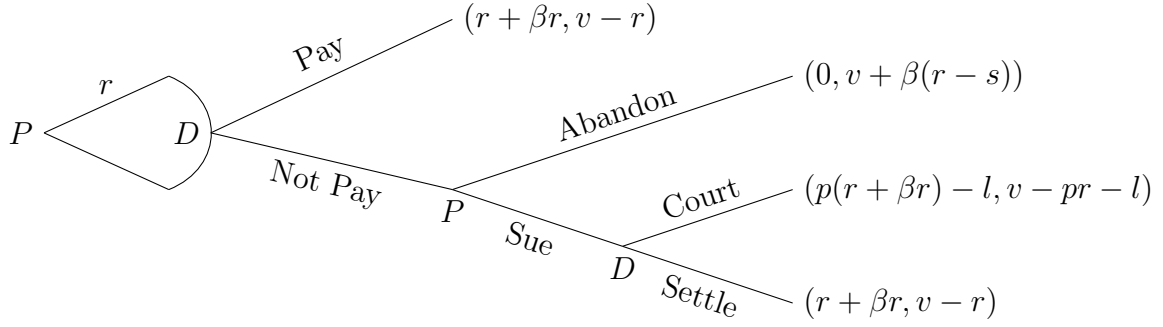 P
r
D
Pay
(r + βr, v − r)
Not Pay
P
Abandon
(0, v + β(r − s))
Sue
D
Court
(p(r + βr) − l, v − pr − l)
Settle
(r + βr, v − r)